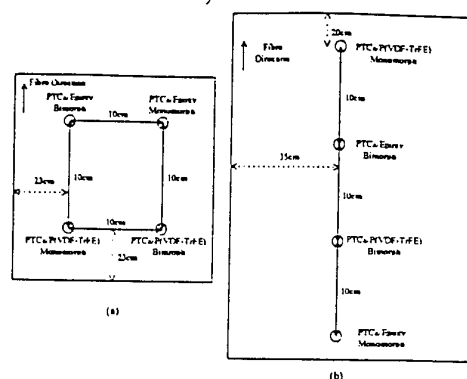 Fibre Direction
PTCa/Epoxy
Bimorph
PTCa/Epoxy
Monomorph
10cm
23cm
10cm
10cm
10cm
PTCa/P(VDF-TrFE)
Monomorph
PTCa/P(VDF-TrFE)
Bimorph
23cm
(a)
20cm
Fibre
Direction
PTCa/P(VDF-TrFE)
Monomorph
10cm
PTCa/Epoxy
Bimorph
35cm
10cm
PTCa/P(VDF-TrFE)
Bimorph
10cm
PTCa/Epoxy
Monomorph
(b)